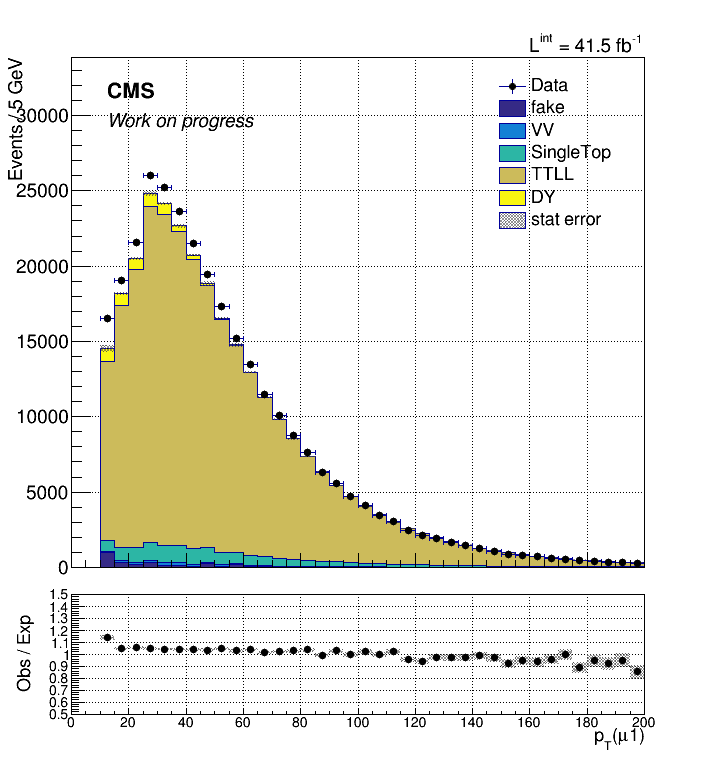 L^int = 41.5 fb^-1
Events / 5 GeV
CMS
Work on progress
Data
fake
VV
SingleTop
TTLL
DY
stat error
30000
25000
20000
15000
10000
5000
0
Obs / Exp
1.5
1.4
1.3
1.2
1.1
1
0.9
0.8
0.7
0.6
0.5
0 20 40 60 80 100 120 140 160 180 200
p_T(μ1)